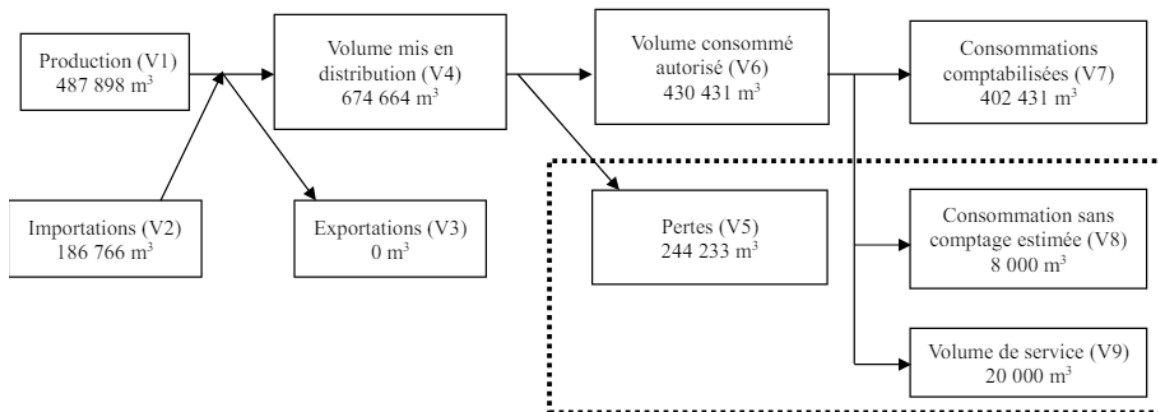 Production (V1)
487 898 m³
Volume mis en
distribution (V4)
674 664 m³
Volume consommé
autorisé (V6)
430 431 m³
Consommations
comptabilisées (V7)
402 431 m³
Importations (V2)
186 766 m³
Exportations (V3)
0 m³
Pertes (V5)
244 233 m³
Consommation sans
comptage estimée (V8)
8 000 m³
Volume de service (V9)
20 000 m³